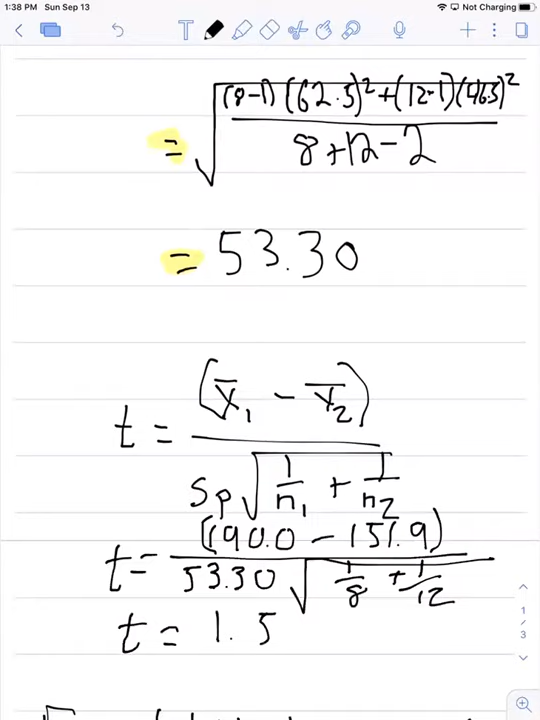 1:38 PM Sun Sep 13
Not Charging
= √((8-1)(62.5)²+(12-1)(46.5)² / 8+12-2)
= 53.30
t = (x̄₁ - x̄₂) / Sp√(1/n₁ + 1/n₂)
t = (190.0 - 151.9) / 53.30 √(1/8 + 1/12)
t = 1.5
1 / 3